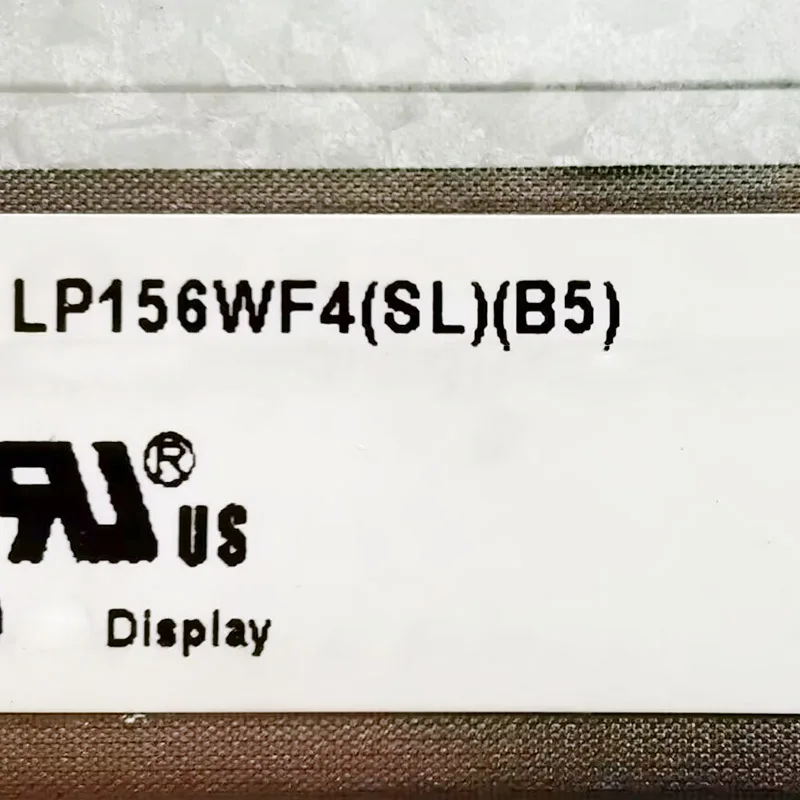 LP156WF4(SL)(B5)
®
US
Display